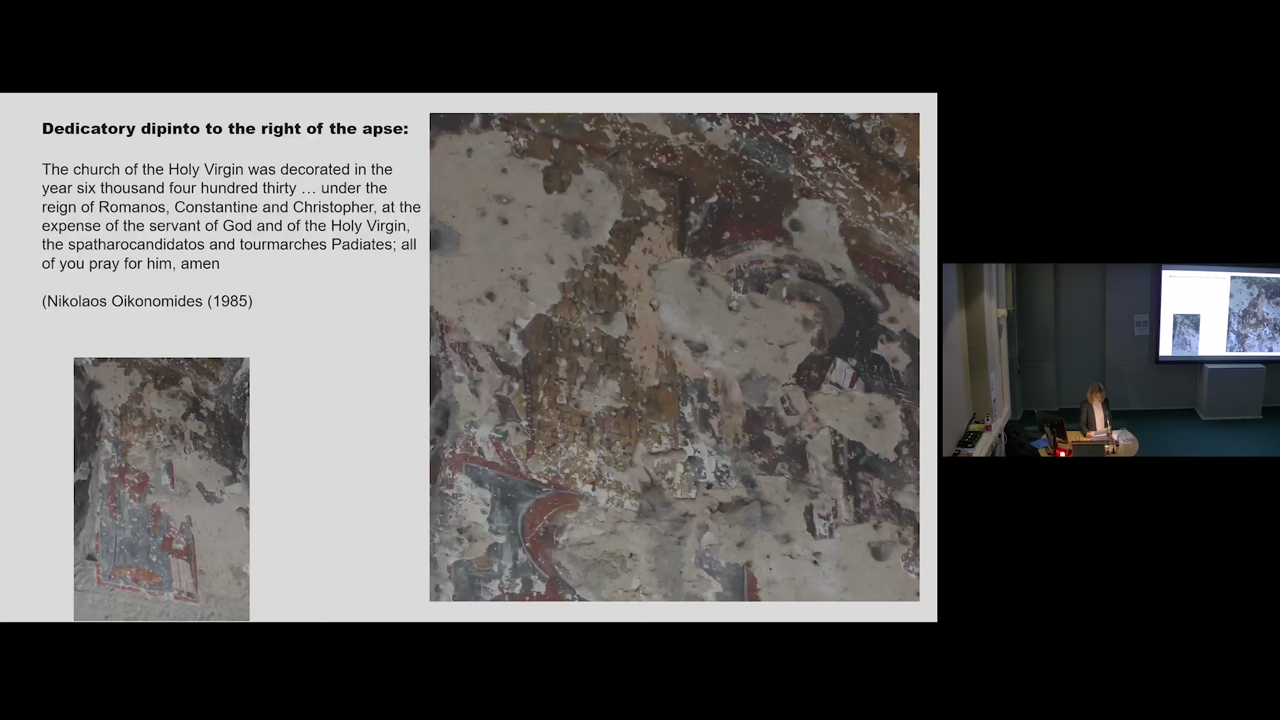 Dedicatory dipinto to the right of the apse:
The church of the Holy Virgin was decorated in the
year six thousand four hundred thirty … under the
reign of Romanos, Constantine and Christopher, at the
expense of the servant of God and of the Holy Virgin,
the spatharocandidatos and tourmarches Padiates; all
of you pray for him, amen
(Nikolaos Oikonomides (1985)